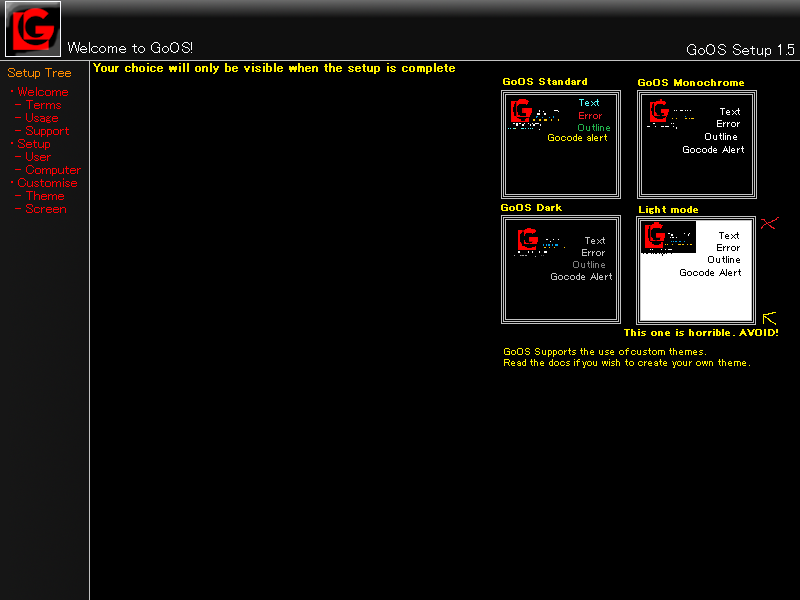 Welcome to GoOS!
GoOS Setup 1.5
Setup Tree
· Welcome
- Terms
- Usage
- Support
· Setup
- User
- Computer
· Customise
- Theme
- Screen
Your choice will only be visible when the setup is complete
GoOS Standard
Text
Error
Outline
Gocode alert
GoOS Monochrome
Text
Error
Outline
Gocode Alert
GoOS Dark
Text
Error
Outline
Gocode Alert
Light mode
Text
Error
Outline
Gocode Alert
This one is horrible. AVOID!
GoOS Supports the use of custom themes.
Read the docs if you wish to create your own theme.